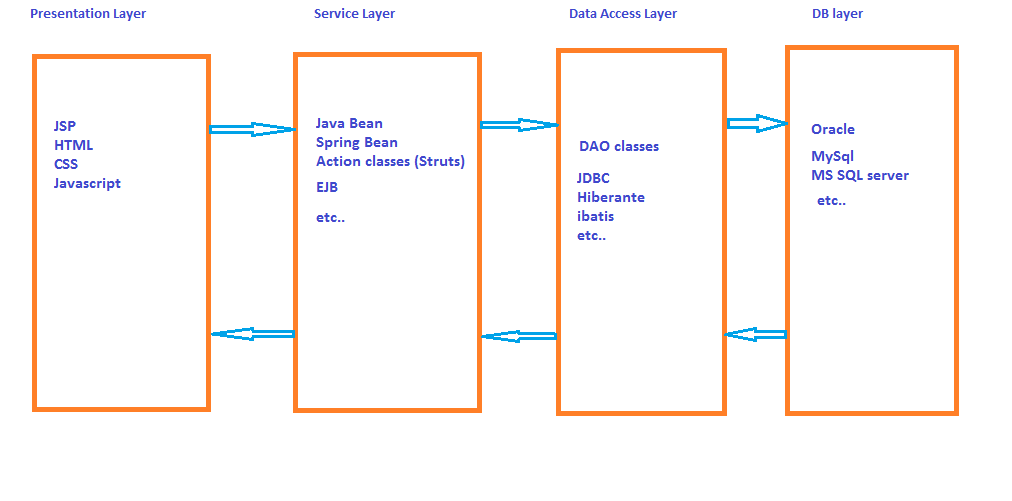 Presentation Layer
Service Layer
Data Access Layer
DB layer
JSP
HTML
CSS
Javascript
Java Bean
Spring Bean
Action classes (Struts)
EJB
etc..
DAO classes
JDBC
Hiberante
ibatis
etc..
Oracle
MySql
MS SQL server
etc..